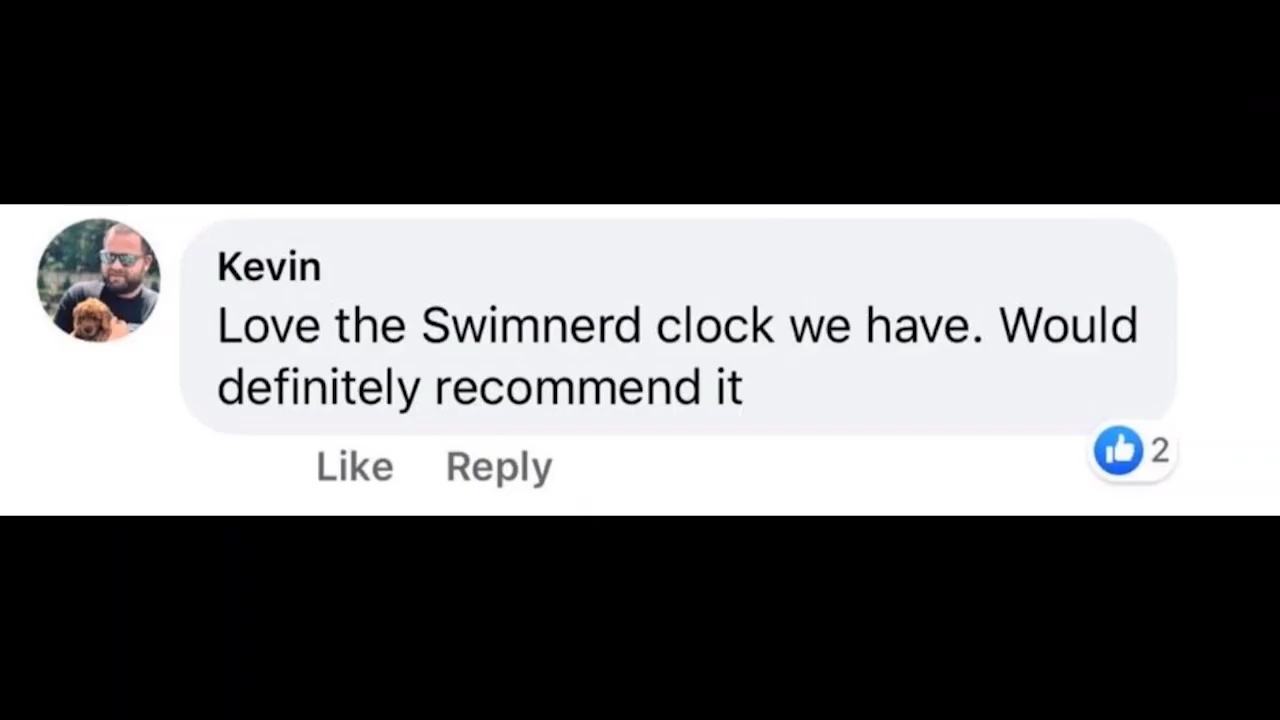 Kevin
Love the Swimnerd clock we have. Would
definitely recommend it
Like Reply
2